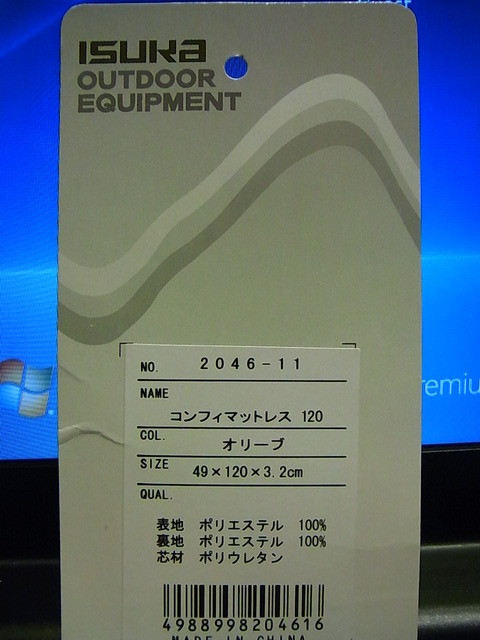 ISUKA
OUTDOOR
EQUIPMENT
NO. 2046-11
NAME
コンフィマットレス 120
COL. オリーブ
SIZE 49×120×3.2cm
QUAL.
表地 ポリエステル 100%
裏地 ポリエステル 100%
芯材 ポリウレタン
4988998204616
MADE IN CHINA